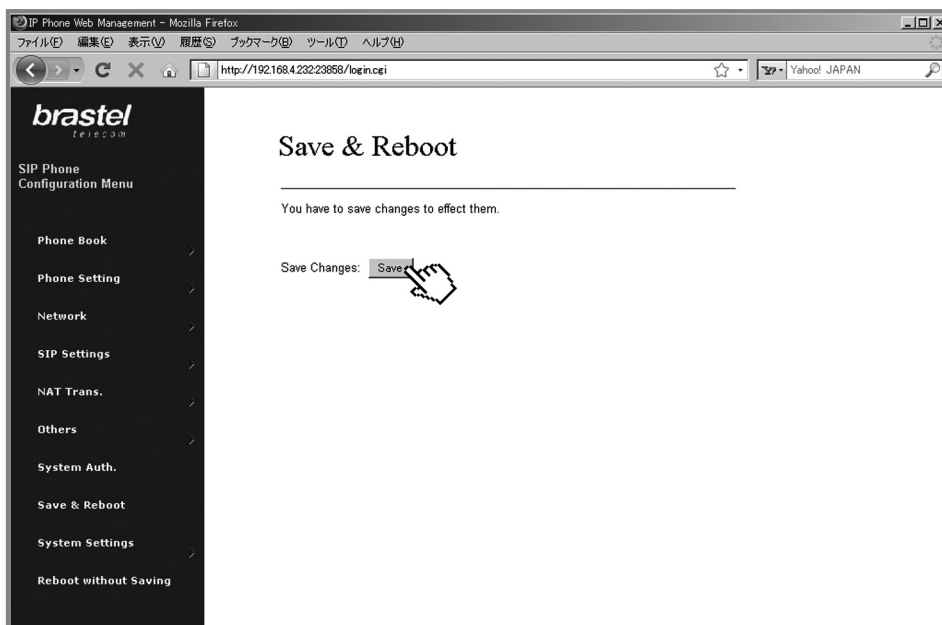 IP Phone Web Management - Mozilla Firefox
ファイル(F) 編集(E) 表示(V) 履歴(S) ブックマーク(B) ツール(T) ヘルプ(H)
http://192.168.4.232:23858/login.cgi
Yahoo! JAPAN
brastel
telecom
SIP Phone
Configuration Menu
Phone Book
Phone Setting
Network
SIP Settings
NAT Trans.
Others
System Auth.
Save & Reboot
System Settings
Reboot without Saving
Save & Reboot
You have to save changes to effect them.
Save Changes: Save